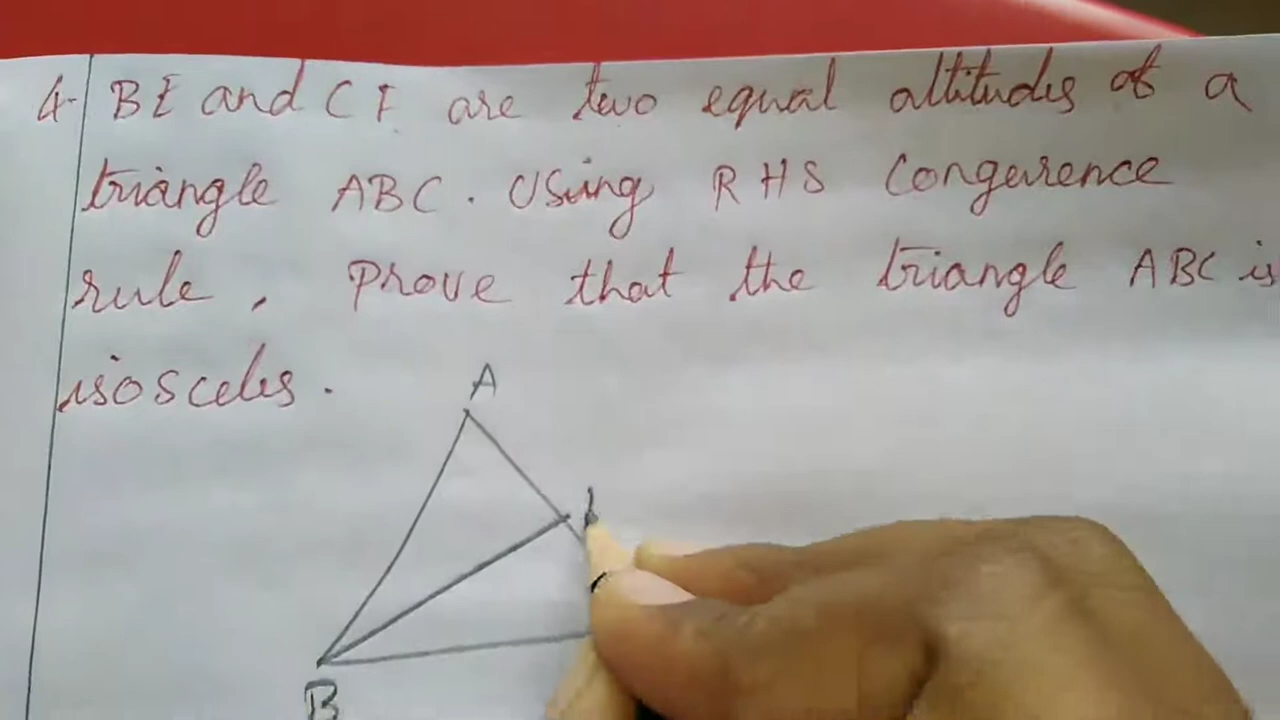 4. BE and CF are two equal altitudes of a
triangle ABC. Using RHS Congurence
rule, Prove that the triangle ABC is
isosceles.
A
B